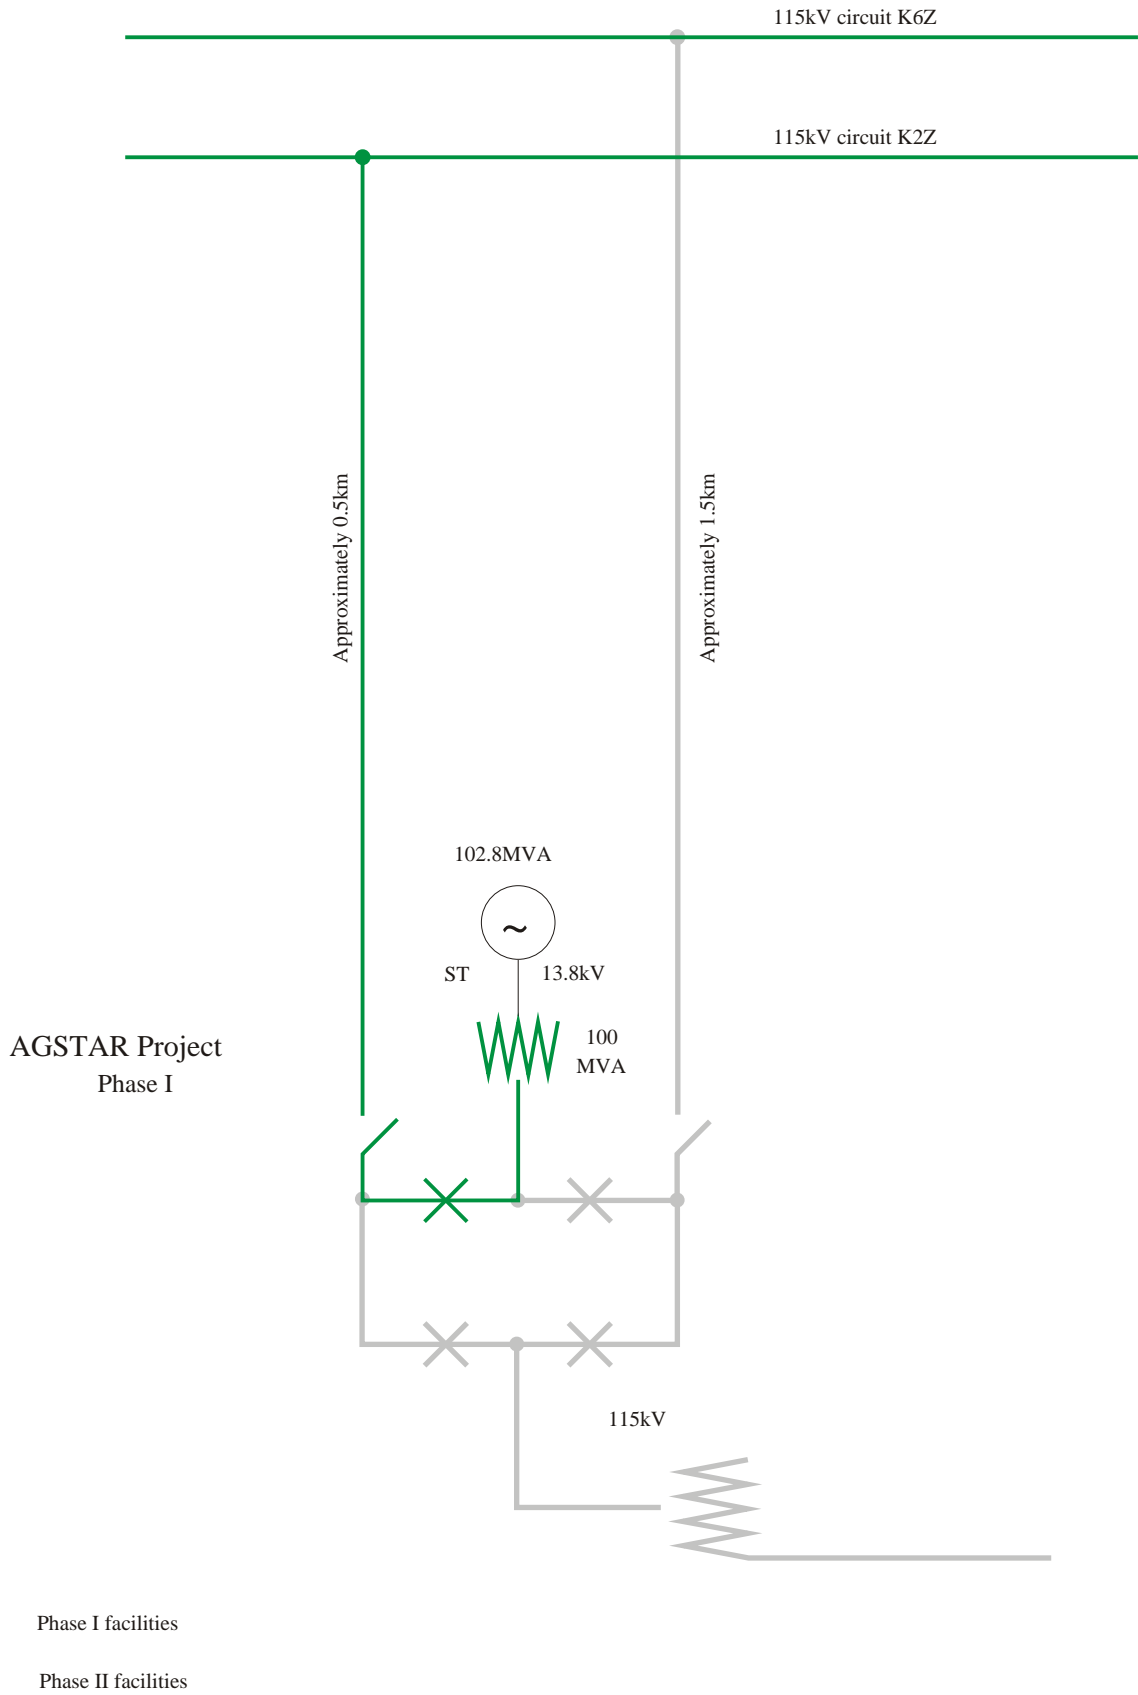 115kV circuit K6Z
115kV circuit K2Z
Approximately 0.5km
Approximately 1.5km
102.8MVA
~
ST
13.8kV
100
MVA
AGSTAR Project
Phase I
115kV
Phase I facilities
Phase II facilities